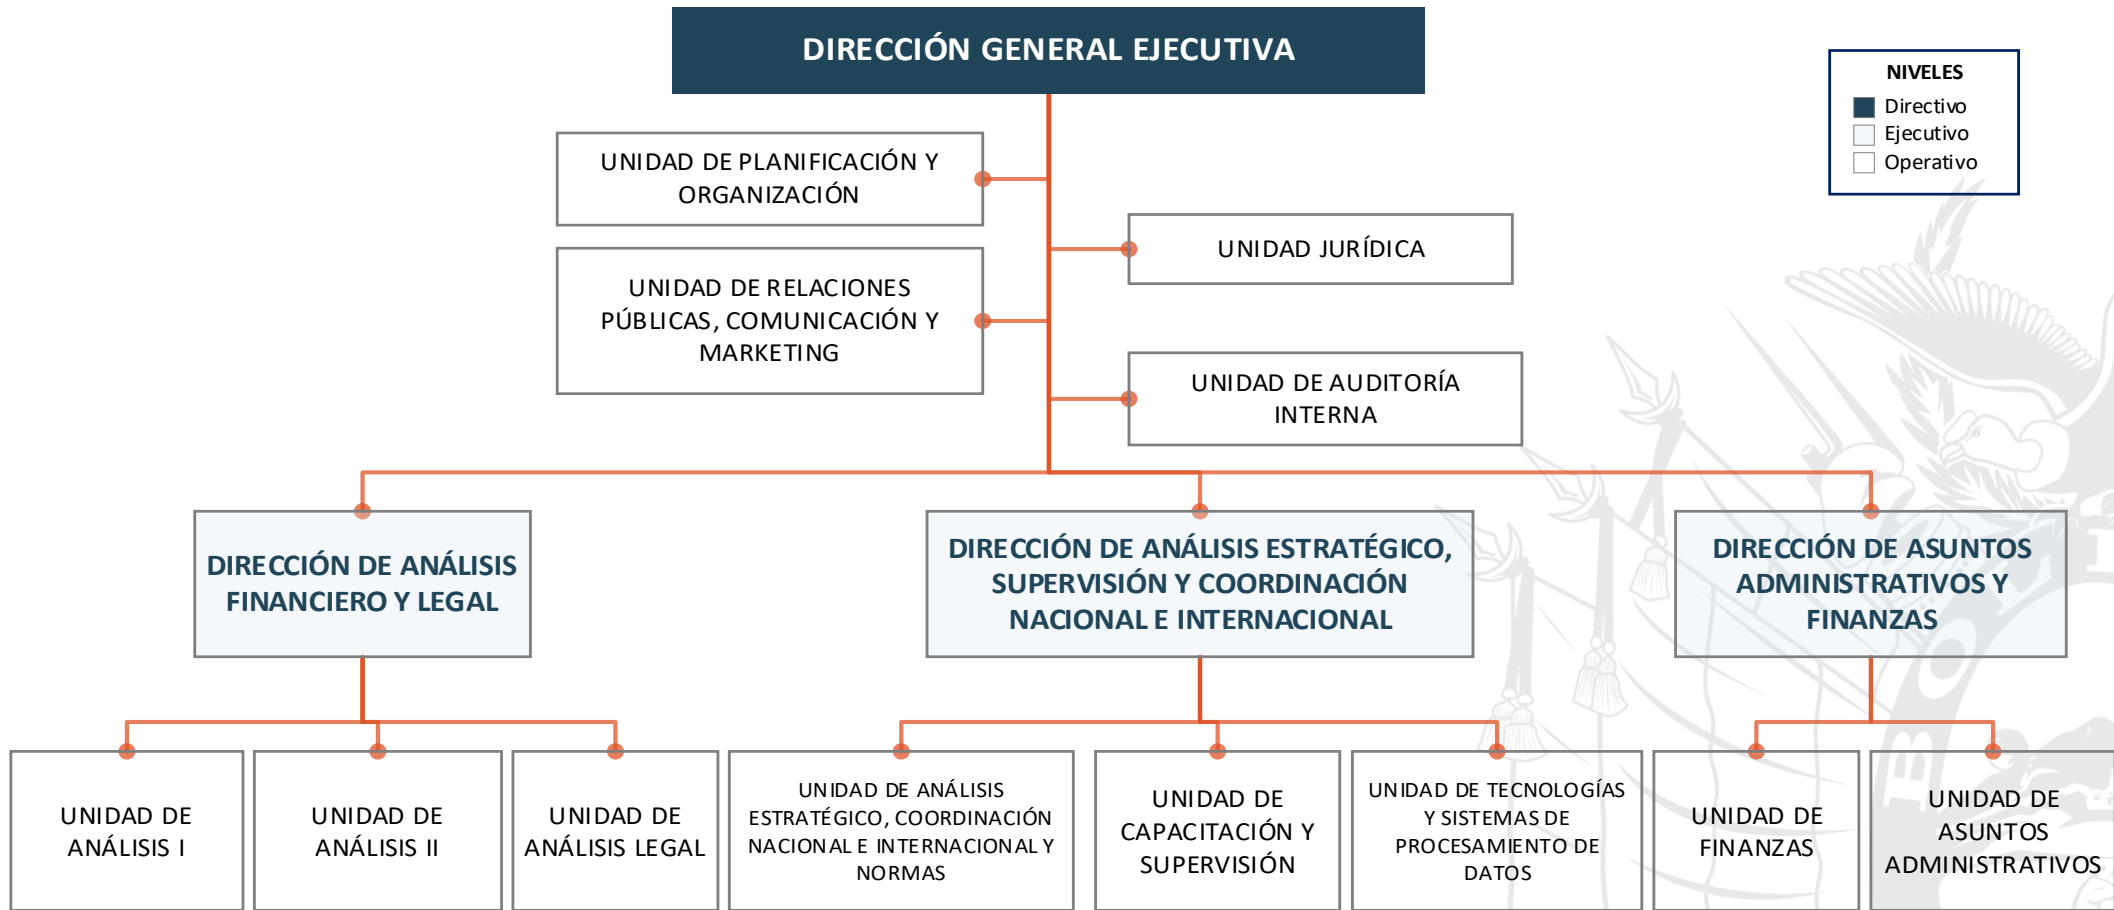 DIRECCIÓN GENERAL EJECUTIVA
NIVELES
Directivo
Ejecutivo
Operativo
UNIDAD DE PLANIFICACIÓN Y
ORGANIZACIÓN
UNIDAD JURÍDICA
UNIDAD DE RELACIONES
PÚBLICAS, COMUNICACIÓN Y
MARKETING
UNIDAD DE AUDITORÍA
INTERNA
DIRECCIÓN DE ANÁLISIS
FINANCIERO Y LEGAL
DIRECCIÓN DE ANÁLISIS ESTRATÉGICO,
SUPERVISIÓN Y COORDINACIÓN
NACIONAL E INTERNACIONAL
DIRECCIÓN DE ASUNTOS
ADMINISTRATIVOS Y
FINANZAS
UNIDAD DE
ANÁLISIS I
UNIDAD DE
ANÁLISIS II
UNIDAD DE
ANÁLISIS LEGAL
UNIDAD DE ANÁLISIS
ESTRATÉGICO, COORDINACIÓN
NACIONAL E INTERNACIONAL Y
NORMAS
UNIDAD DE
CAPACITACIÓN Y
SUPERVISIÓN
UNIDAD DE TECNOLOGÍAS
Y SISTEMAS DE
PROCESAMIENTO DE
DATOS
UNIDAD DE
FINANZAS
UNIDAD DE
ASUNTOS
ADMINISTRATIVOS